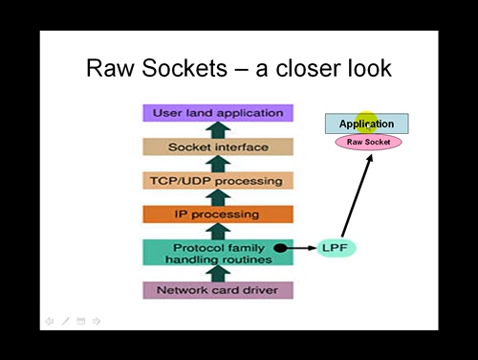 Raw Sockets – a closer look
User land application
Socket interface
TCP/UDP processing
IP processing
Protocol family
handling routines
Network card driver
Application
Raw Socket
LPF